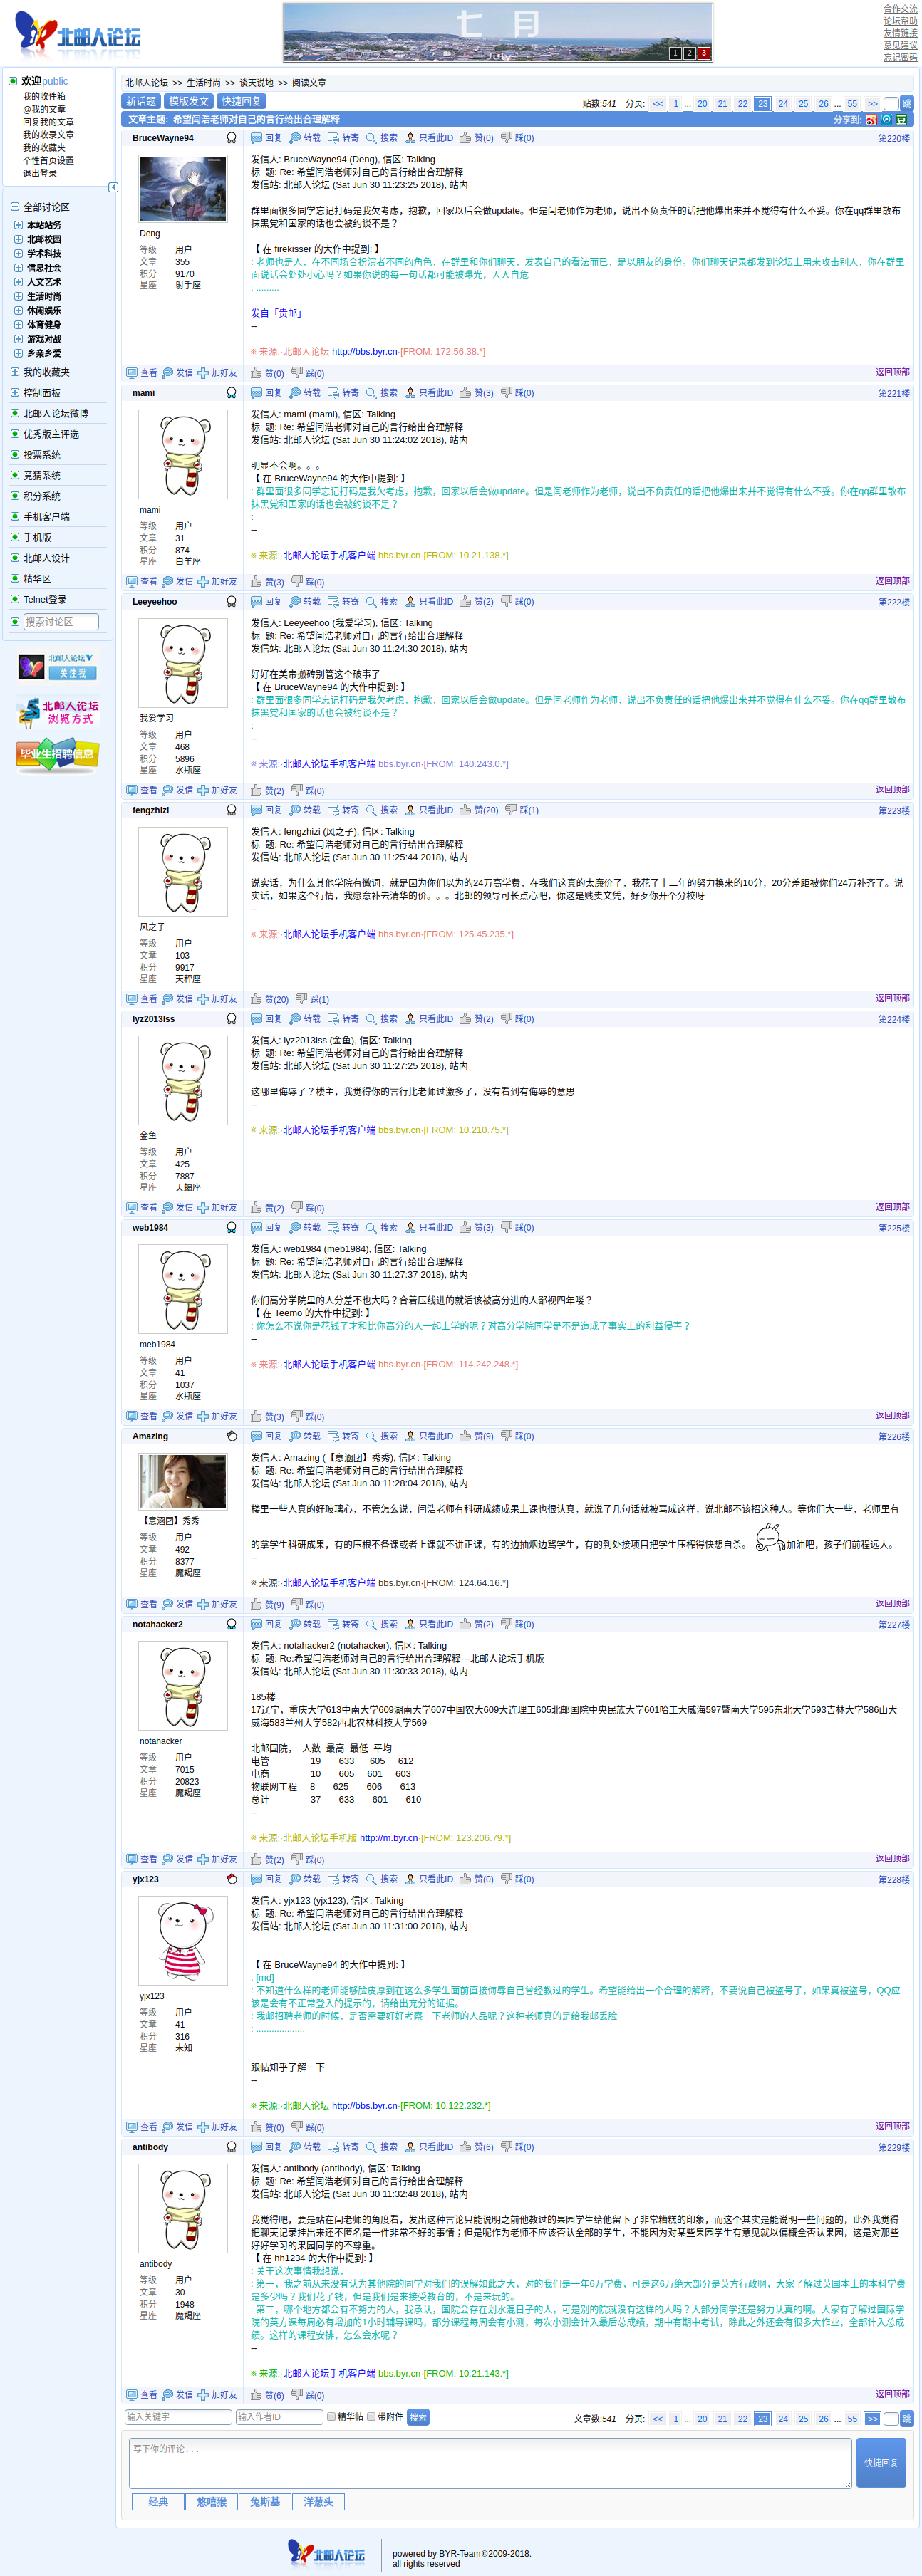 北邮人论坛
七月
July
1 2 3
合作交流
论坛帮助
友情链接
意见建议
忘记密码
欢迎public
我的收件箱
@我的文章
回复我的文章
我的收录文章
我的收藏夹
个性首页设置
退出登录
全部讨论区
本站站务
北邮校园
学术科技
信息社会
人文艺术
生活时尚
休闲娱乐
体育健身
游戏对战
乡亲乡爱
我的收藏夹
控制面板
北邮人论坛微博
优秀版主评选
投票系统
竞猜系统
积分系统
手机客户端
手机版
北邮人设计
精华区
Telnet登录
搜索讨论区
北邮人论坛
关注我
北邮人论坛
浏览方式
毕业生招聘信息
北邮人论坛 >> 生活时尚 >> 谈天说地 >> 阅读文章
新话题 模版发文 快捷回复
贴数:541 分页: << 1 ... 20 21 22 23 24 25 26 ... 55 >> 跳
文章主题: 希望闫浩老师对自己的言行给出合理解释
分享到: 豆
BruceWayne94
回复 转载 转寄 搜索 只看此ID 赞(0) 踩(0) 第220楼
Deng
等级 用户
文章 355
积分 9170
星座 射手座
发信人: BruceWayne94 (Deng), 信区: Talking
标 题: Re: 希望闫浩老师对自己的言行给出合理解释
发信站: 北邮人论坛 (Sat Jun 30 11:23:25 2018), 站内
群里面很多同学忘记打码是我欠考虑，抱歉，回家以后会做update。但是闫老师作为老师，说出不负责任的话把他爆出来并不觉得有什么不妥。你在qq群里散布
抹黑党和国家的话也会被约谈不是？
【 在 firekisser 的大作中提到: 】
: 老师也是人，在不同场合扮演者不同的角色，在群里和你们聊天，发表自己的看法而已，是以朋友的身份。你们聊天记录都发到论坛上用来攻击别人，你在群里
面说话会处处小心吗？如果你说的每一句话都可能被曝光，人人自危
: .........
发自「贵邮」
--
※ 来源:·北邮人论坛 http://bbs.byr.cn·[FROM: 172.56.38.*]
查看 发信 加好友 赞(0) 踩(0) 返回顶部
mami
回复 转载 转寄 搜索 只看此ID 赞(3) 踩(0) 第221楼
mami
等级 用户
文章 31
积分 874
星座 白羊座
发信人: mami (mami), 信区: Talking
标 题: Re: 希望闫浩老师对自己的言行给出合理解释
发信站: 北邮人论坛 (Sat Jun 30 11:24:02 2018), 站内
明显不会啊。。。
【 在 BruceWayne94 的大作中提到: 】
: 群里面很多同学忘记打码是我欠考虑，抱歉，回家以后会做update。但是闫老师作为老师，说出不负责任的话把他爆出来并不觉得有什么不妥。你在qq群里散布
抹黑党和国家的话也会被约谈不是？
:
--
※ 来源:·北邮人论坛手机客户端 bbs.byr.cn·[FROM: 10.21.138.*]
查看 发信 加好友 赞(3) 踩(0) 返回顶部
Leeyeehoo
回复 转载 转寄 搜索 只看此ID 赞(2) 踩(0) 第222楼
我爱学习
等级 用户
文章 468
积分 5896
星座 水瓶座
发信人: Leeyeehoo (我爱学习), 信区: Talking
标 题: Re: 希望闫浩老师对自己的言行给出合理解释
发信站: 北邮人论坛 (Sat Jun 30 11:24:30 2018), 站内
好好在美帝搬砖别管这个破事了
【 在 BruceWayne94 的大作中提到: 】
: 群里面很多同学忘记打码是我欠考虑，抱歉，回家以后会做update。但是闫老师作为老师，说出不负责任的话把他爆出来并不觉得有什么不妥。你在qq群里散布
抹黑党和国家的话也会被约谈不是？
:
--
※ 来源:·北邮人论坛手机客户端 bbs.byr.cn·[FROM: 140.243.0.*]
查看 发信 加好友 赞(2) 踩(0) 返回顶部
fengzhizi
回复 转载 转寄 搜索 只看此ID 赞(20) 踩(1) 第223楼
风之子
等级 用户
文章 103
积分 9917
星座 天秤座
发信人: fengzhizi (风之子), 信区: Talking
标 题: Re: 希望闫浩老师对自己的言行给出合理解释
发信站: 北邮人论坛 (Sat Jun 30 11:25:44 2018), 站内
说实话，为什么其他学院有微词，就是因为你们以为的24万高学费，在我们这真的太廉价了，我花了十二年的努力换来的10分，20分差距被你们24万补齐了。说
实话，如果这个行情，我愿意补去清华的价。。。北邮的领导可长点心吧，你这是贱卖文凭，好歹你开个分校呀
--
※ 来源:·北邮人论坛手机客户端 bbs.byr.cn·[FROM: 125.45.235.*]
查看 发信 加好友 赞(20) 踩(1) 返回顶部
lyz2013lss
回复 转载 转寄 搜索 只看此ID 赞(2) 踩(0) 第224楼
金鱼
等级 用户
文章 425
积分 7887
星座 天蝎座
发信人: lyz2013lss (金鱼), 信区: Talking
标 题: Re: 希望闫浩老师对自己的言行给出合理解释
发信站: 北邮人论坛 (Sat Jun 30 11:27:25 2018), 站内
这哪里侮辱了？楼主，我觉得你的言行比老师过激多了，没有看到有侮辱的意思
--
※ 来源:·北邮人论坛手机客户端 bbs.byr.cn·[FROM: 10.210.75.*]
查看 发信 加好友 赞(2) 踩(0) 返回顶部
web1984
回复 转载 转寄 搜索 只看此ID 赞(3) 踩(0) 第225楼
meb1984
等级 用户
文章 41
积分 1037
星座 水瓶座
发信人: web1984 (meb1984), 信区: Talking
标 题: Re: 希望闫浩老师对自己的言行给出合理解释
发信站: 北邮人论坛 (Sat Jun 30 11:27:37 2018), 站内
你们高分学院里的人分差不也大吗？合着压线进的就活该被高分进的人鄙视四年喽？
【 在 Teemo 的大作中提到: 】
: 你怎么不说你是花钱了才和比你高分的人一起上学的呢？对高分学院同学是不是造成了事实上的利益侵害？
--
※ 来源:·北邮人论坛手机客户端 bbs.byr.cn·[FROM: 114.242.248.*]
查看 发信 加好友 赞(3) 踩(0) 返回顶部
Amazing
回复 转载 转寄 搜索 只看此ID 赞(9) 踩(0) 第226楼
【意涵团】秀秀
等级 用户
文章 492
积分 8377
星座 魔羯座
发信人: Amazing (【意涵团】秀秀), 信区: Talking
标 题: Re: 希望闫浩老师对自己的言行给出合理解释
发信站: 北邮人论坛 (Sat Jun 30 11:28:04 2018), 站内
楼里一些人真的好玻璃心，不管怎么说，闫浩老师有科研成绩成果上课也很认真，就说了几句话就被骂成这样，说北邮不该招这种人。等你们大一些，老师里有
的拿学生科研成果，有的压根不备课或者上课就不讲正课，有的边抽烟边骂学生，有的到处接项目把学生压榨得快想自杀。 加油吧，孩子们前程远大。
--
※ 来源:·北邮人论坛手机客户端 bbs.byr.cn·[FROM: 124.64.16.*]
查看 发信 加好友 赞(9) 踩(0) 返回顶部
notahacker2
回复 转载 转寄 搜索 只看此ID 赞(2) 踩(0) 第227楼
notahacker
等级 用户
文章 7015
积分 20823
星座 魔羯座
发信人: notahacker2 (notahacker), 信区: Talking
标 题: Re:希望闫浩老师对自己的言行给出合理解释---北邮人论坛手机版
发信站: 北邮人论坛 (Sat Jun 30 11:30:33 2018), 站内
185楼
17辽宁，重庆大学613中南大学609湖南大学607中国农大609大连理工605北邮国院中央民族大学601哈工大威海597暨南大学595东北大学593吉林大学586山大
威海583兰州大学582西北农林科技大学569
北邮国院， 人数 最高 最低 平均
电管 19 633 605 612
电商 10 605 601 603
物联网工程 8 625 606 613
总计 37 633 601 610
--
※ 来源:·北邮人论坛手机版 http://m.byr.cn·[FROM: 123.206.79.*]
查看 发信 加好友 赞(2) 踩(0) 返回顶部
yjx123
回复 转载 转寄 搜索 只看此ID 赞(0) 踩(0) 第228楼
yjx123
等级 用户
文章 41
积分 316
星座 未知
发信人: yjx123 (yjx123), 信区: Talking
标 题: Re: 希望闫浩老师对自己的言行给出合理解释
发信站: 北邮人论坛 (Sat Jun 30 11:31:00 2018), 站内
【 在 BruceWayne94 的大作中提到: 】
: [md]
: 不知道什么样的老师能够脸皮厚到在这么多学生面前直接侮辱自己曾经教过的学生。希望能给出一个合理的解释，不要说自己被盗号了，如果真被盗号，QQ应
该是会有不正常登入的提示的，请给出充分的证据。
: 我邮招聘老师的时候，是否需要好好考察一下老师的人品呢？这种老师真的是给我邮丢脸
: ...................
跟帖知乎了解一下
--
※ 来源:·北邮人论坛 http://bbs.byr.cn·[FROM: 10.122.232.*]
查看 发信 加好友 赞(0) 踩(0) 返回顶部
antibody
回复 转载 转寄 搜索 只看此ID 赞(6) 踩(0) 第229楼
antibody
等级 用户
文章 30
积分 1948
星座 魔羯座
发信人: antibody (antibody), 信区: Talking
标 题: Re: 希望闫浩老师对自己的言行给出合理解释
发信站: 北邮人论坛 (Sat Jun 30 11:32:48 2018), 站内
我觉得吧，要是站在闫老师的角度看，发出这种言论只能说明之前他教过的果园学生给他留下了非常糟糕的印象，而这个其实是能说明一些问题的，此外我觉得
把聊天记录挂出来还不匿名是一件非常不好的事情；但是呢作为老师不应该否认全部的学生，不能因为对某些果园学生有意见就以偏概全否认果园，这是对那些
好好学习的果园同学的不尊重。
【 在 hh1234 的大作中提到: 】
: 关于这次事情我想说，
: 第一，我之前从来没有认为其他院的同学对我们的误解如此之大，对的我们是一年6万学费，可是这6万绝大部分是英方行政啊，大家了解过英国本土的本科学费
是多少吗？我们花了钱，但是我们是来接受教育的，不是来玩的。
: 第二，哪个地方都会有不努力的人，我承认，国院会存在划水混日子的人，可是别的院就没有这样的人吗？大部分同学还是努力认真的啊。大家有了解过国际学
院的英方课每周必有增加的1小时辅导课吗，部分课程每周会有小测，每次小测会计入最后总成绩，期中有期中考试，除此之外还会有很多大作业，全部计入总成
绩。这样的课程安排，怎么会水呢？
--
※ 来源:·北邮人论坛手机客户端 bbs.byr.cn·[FROM: 10.21.143.*]
查看 发信 加好友 赞(6) 踩(0) 返回顶部
输入关键字 输入作者ID 精华帖 带附件 搜索
文章数:541 分页: << 1 ... 20 21 22 23 24 25 26 ... 55 >> 跳
写下你的评论...
快捷回复
经典 悠嘻猴 兔斯基 洋葱头
北邮人论坛
powered by BYR-Team©2009-2018.
all rights reserved